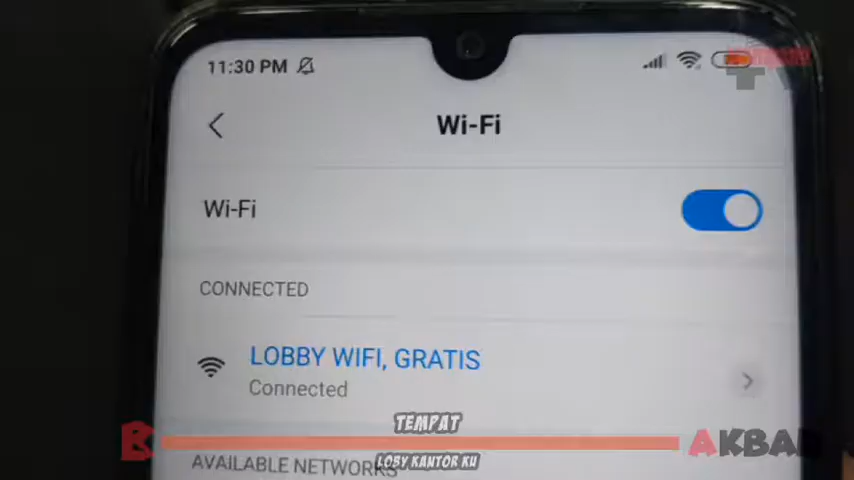 11:30 PM
Wi-Fi
Wi-Fi
CONNECTED
LOBBY WIFI, GRATIS
Connected
TEMPAT
AKBAR
AVAILABLE NETWORKS
LOBY KANTOR KU